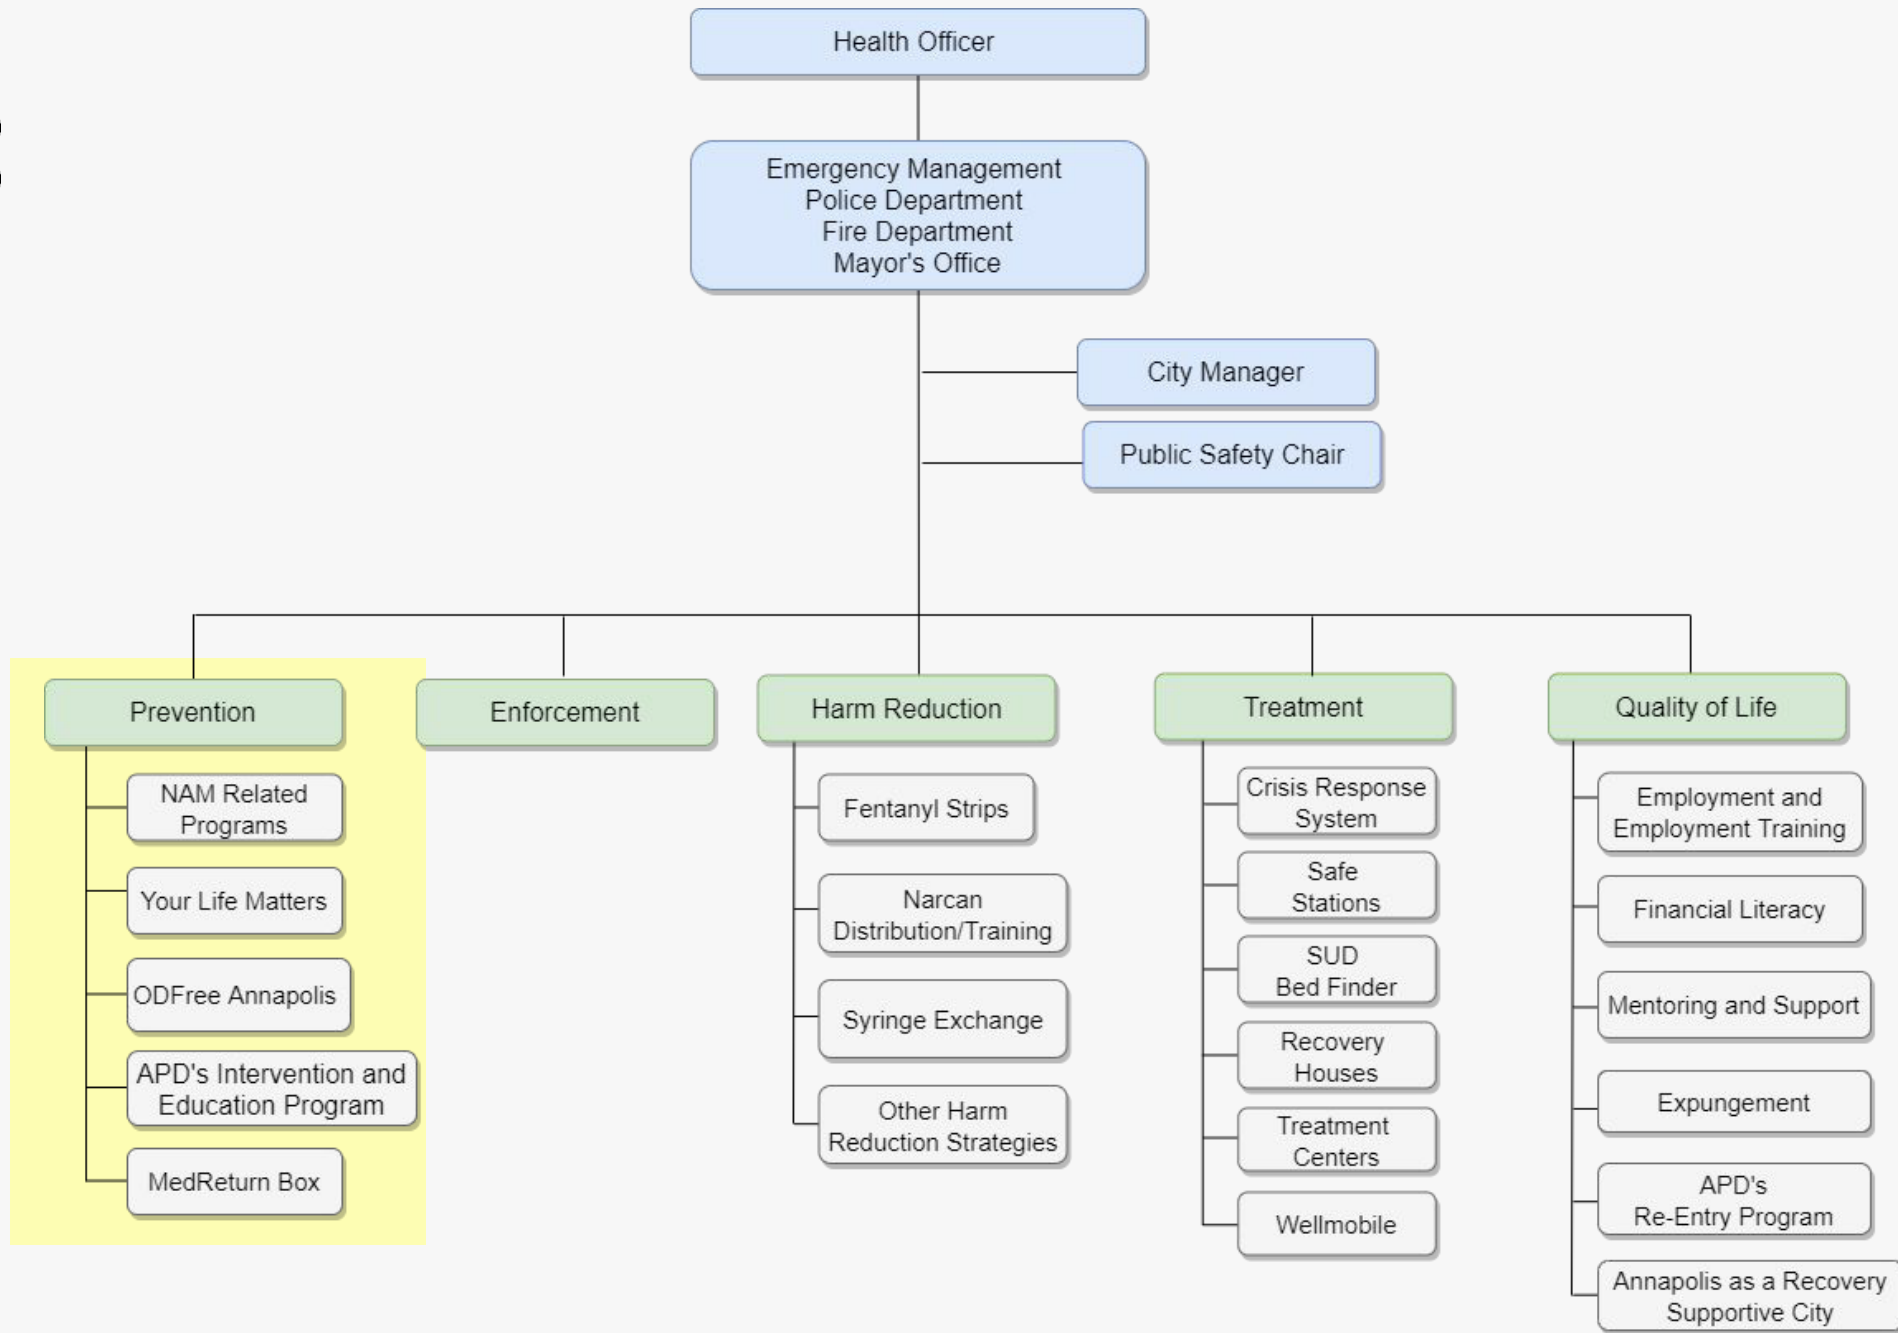 Health Officer
Emergency Management
Police Department
Fire Department
Mayor's Office
City Manager
Public Safety Chair
Prevention
NAM Related
Programs
Your Life Matters
ODFree Annapolis
APD's Intervention and
Education Program
MedReturn Box
Enforcement
Harm Reduction
Fentanyl Strips
Narcan
Distribution/Training
Syringe Exchange
Other Harm
Reduction Strategies
Treatment
Crisis Response
System
Safe
Stations
SUD
Bed Finder
Recovery
Houses
Treatment
Centers
Wellmobile
Quality of Life
Employment and
Employment Training
Financial Literacy
Mentoring and Support
Expungement
APD's
Re-Entry Program
Annapolis as a Recovery
Supportive City